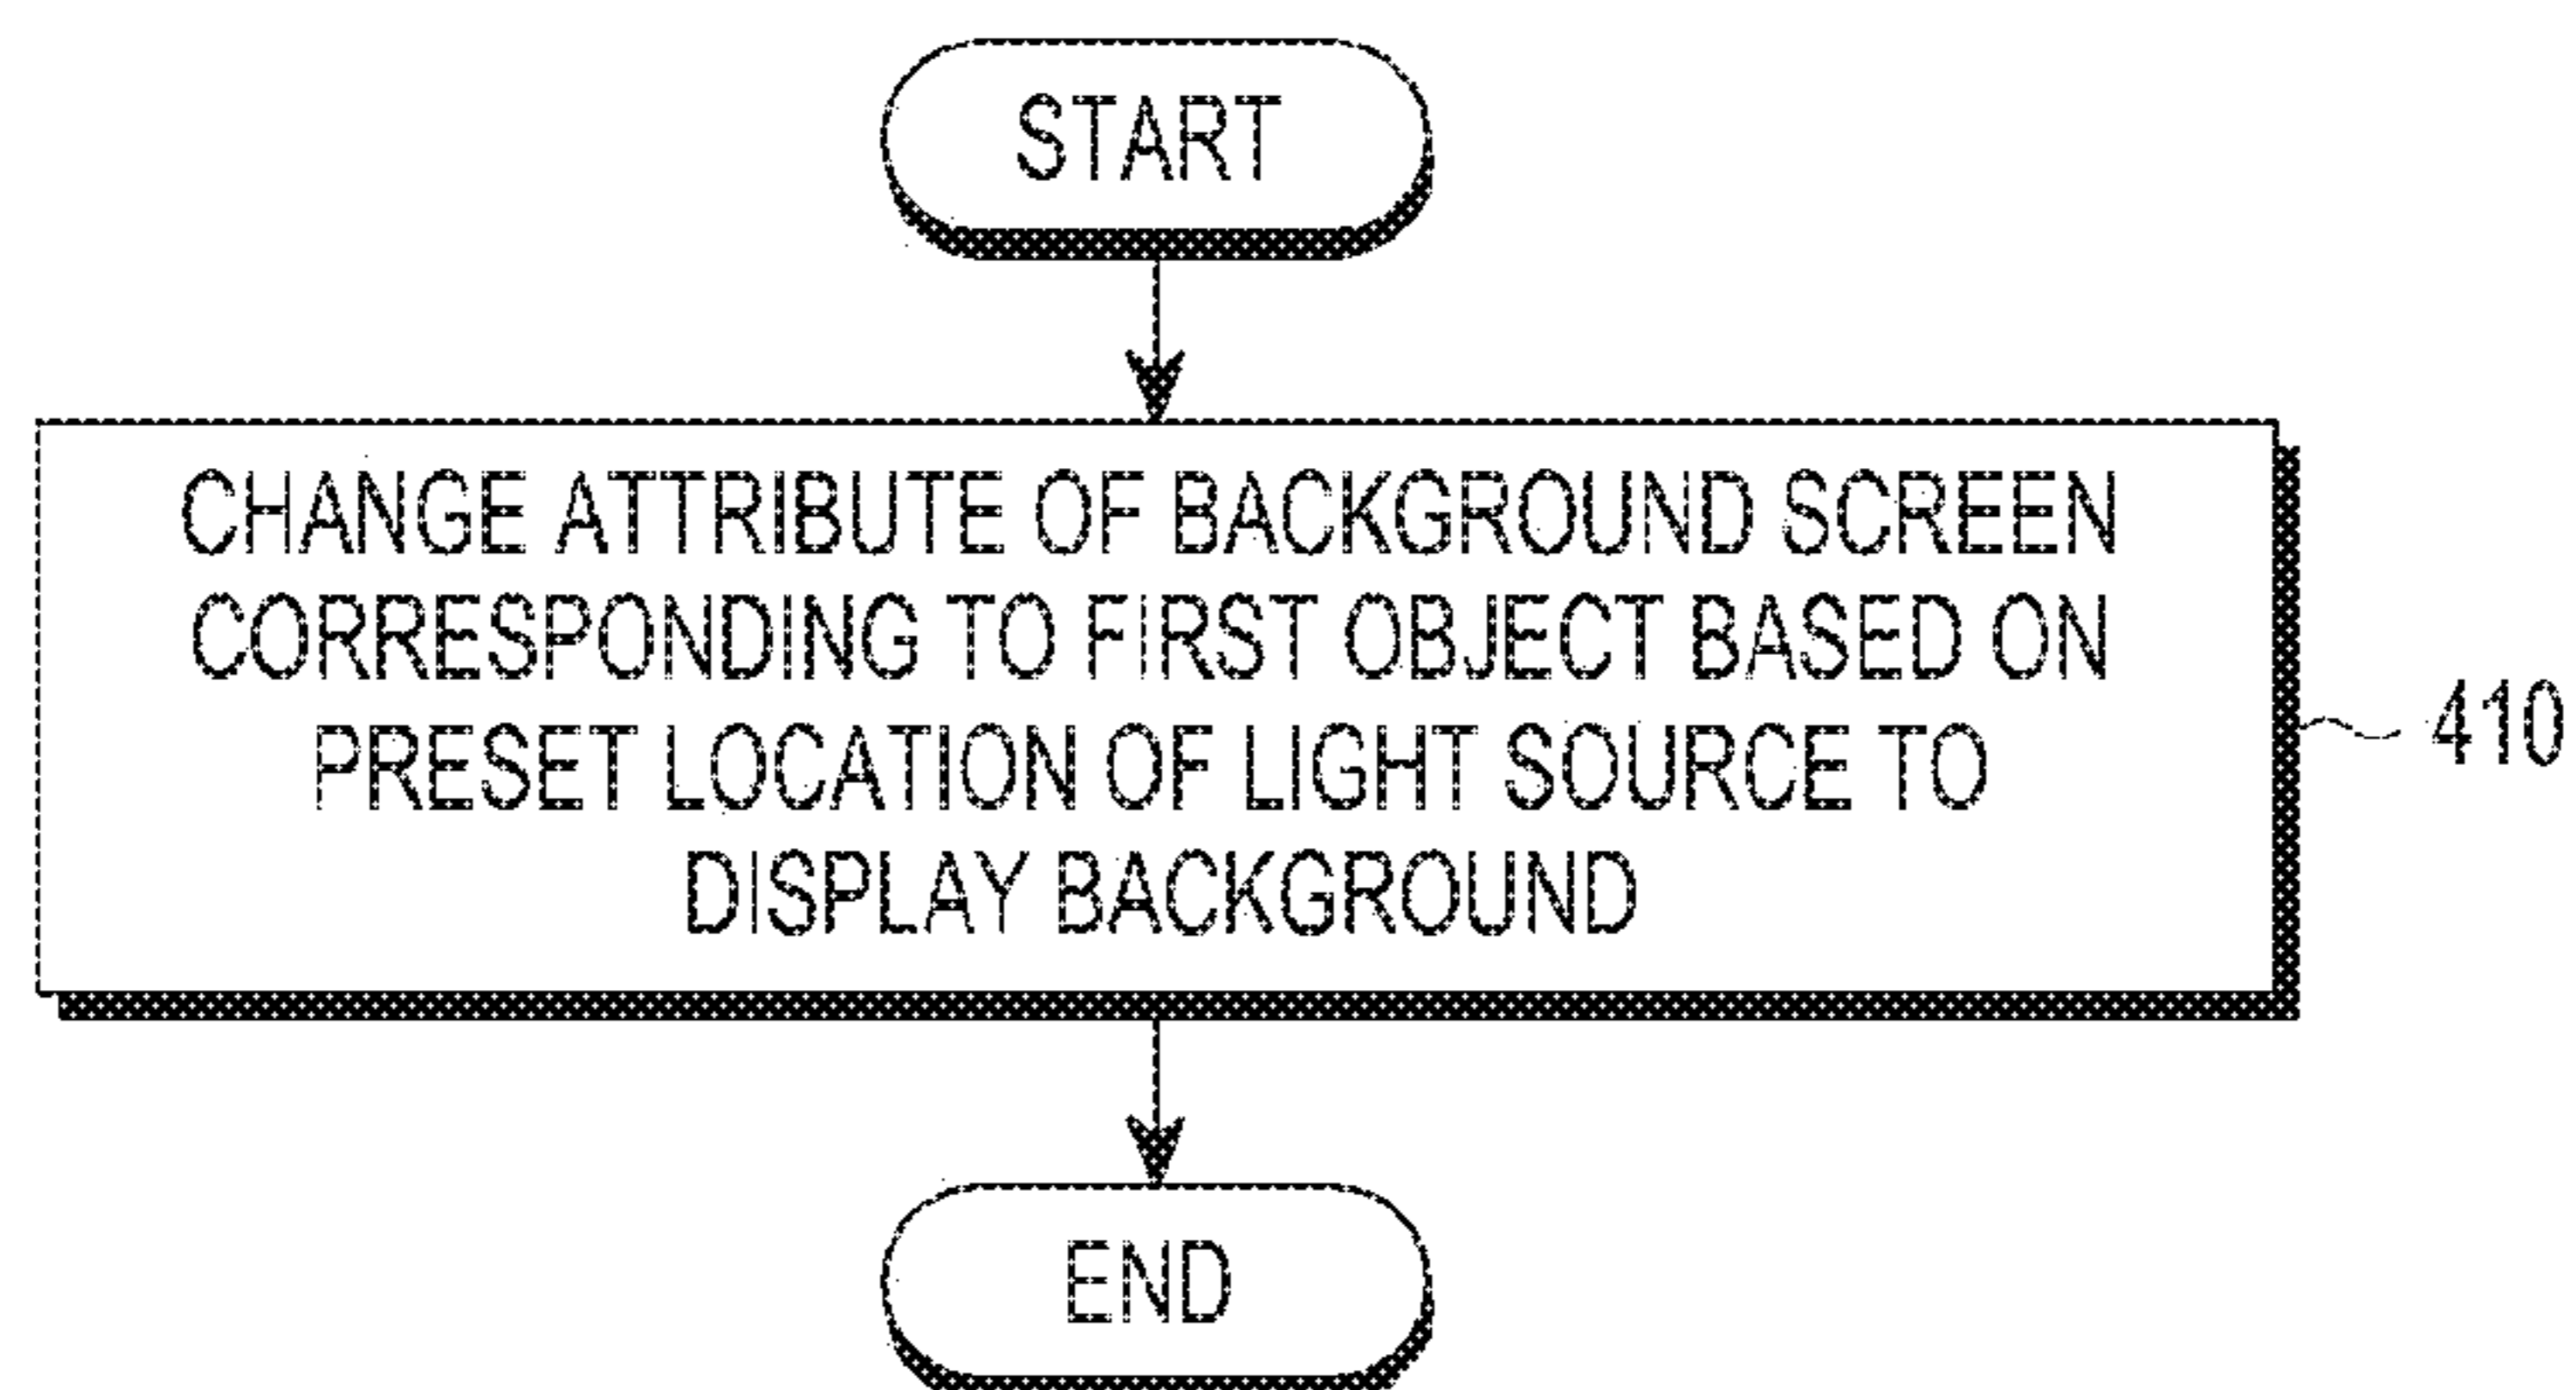 START
CHANGE ATTRIBUTE OF BACKGROUND SCREEN
CORRESPONDING TO FIRST OBJECT BASED ON
PRESET LOCATION OF LIGHT SOURCE TO
DISPLAY BACKGROUND
410
END